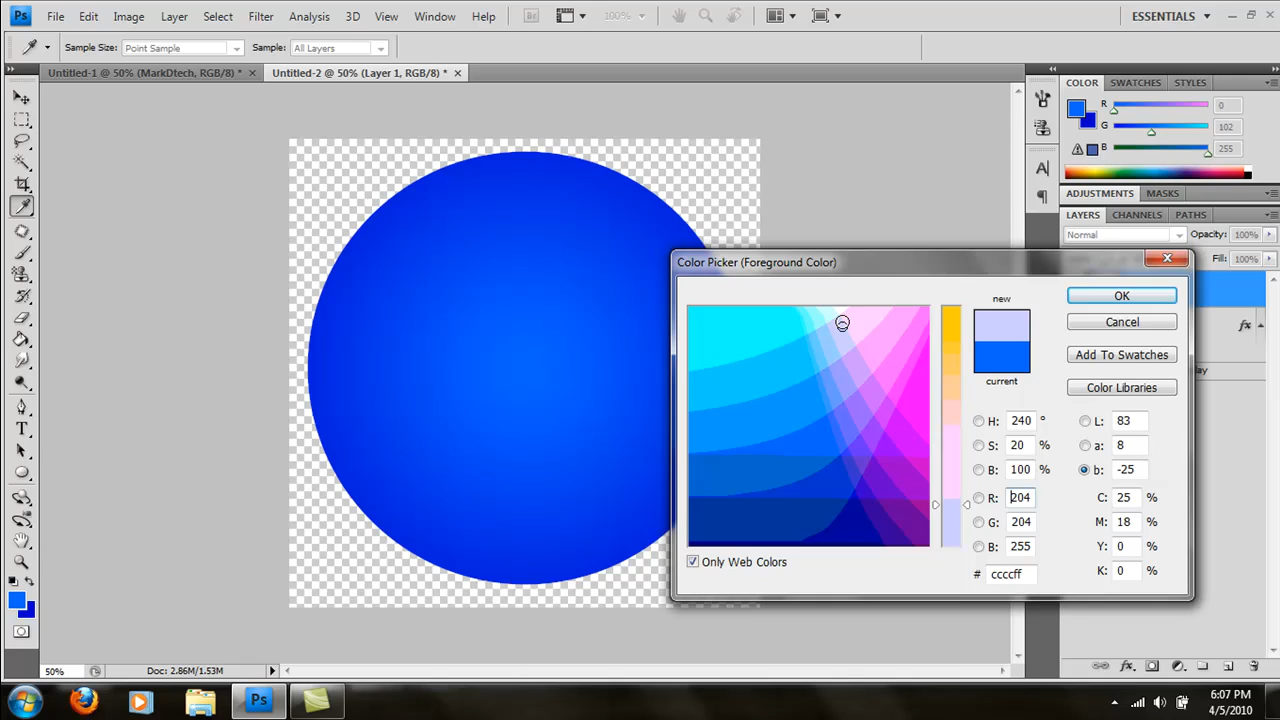 Ps File Edit Image Layer Select Filter Analysis 3D View Window Help Br 100% ESSENTIALS
Sample Size: Point Sample Sample: All Layers
Untitled-1 @ 50% (MarkDtech, RGB/8) * Untitled-2 @ 50% (Layer 1, RGB/8) *
COLOR SWATCHES STYLES
R 0
G 102
B 255
ADJUSTMENTS MASKS
LAYERS CHANNELS PATHS
Normal Opacity: 100%
Fill: 100%
fx
Color Picker (Foreground Color)
new
current
OK
Cancel
Add To Swatches
Color Libraries
H: 240 ° L: 83
S: 20 % a: 8
B: 100 % b: -25
R: 204 C: 25 %
G: 204 M: 18 %
B: 255 Y: 0 %
# ccccff K: 0 %
Only Web Colors
T
A
50% Doc: 2.86M/1.53M
fx
Ps
6:07 PM
4/5/2010